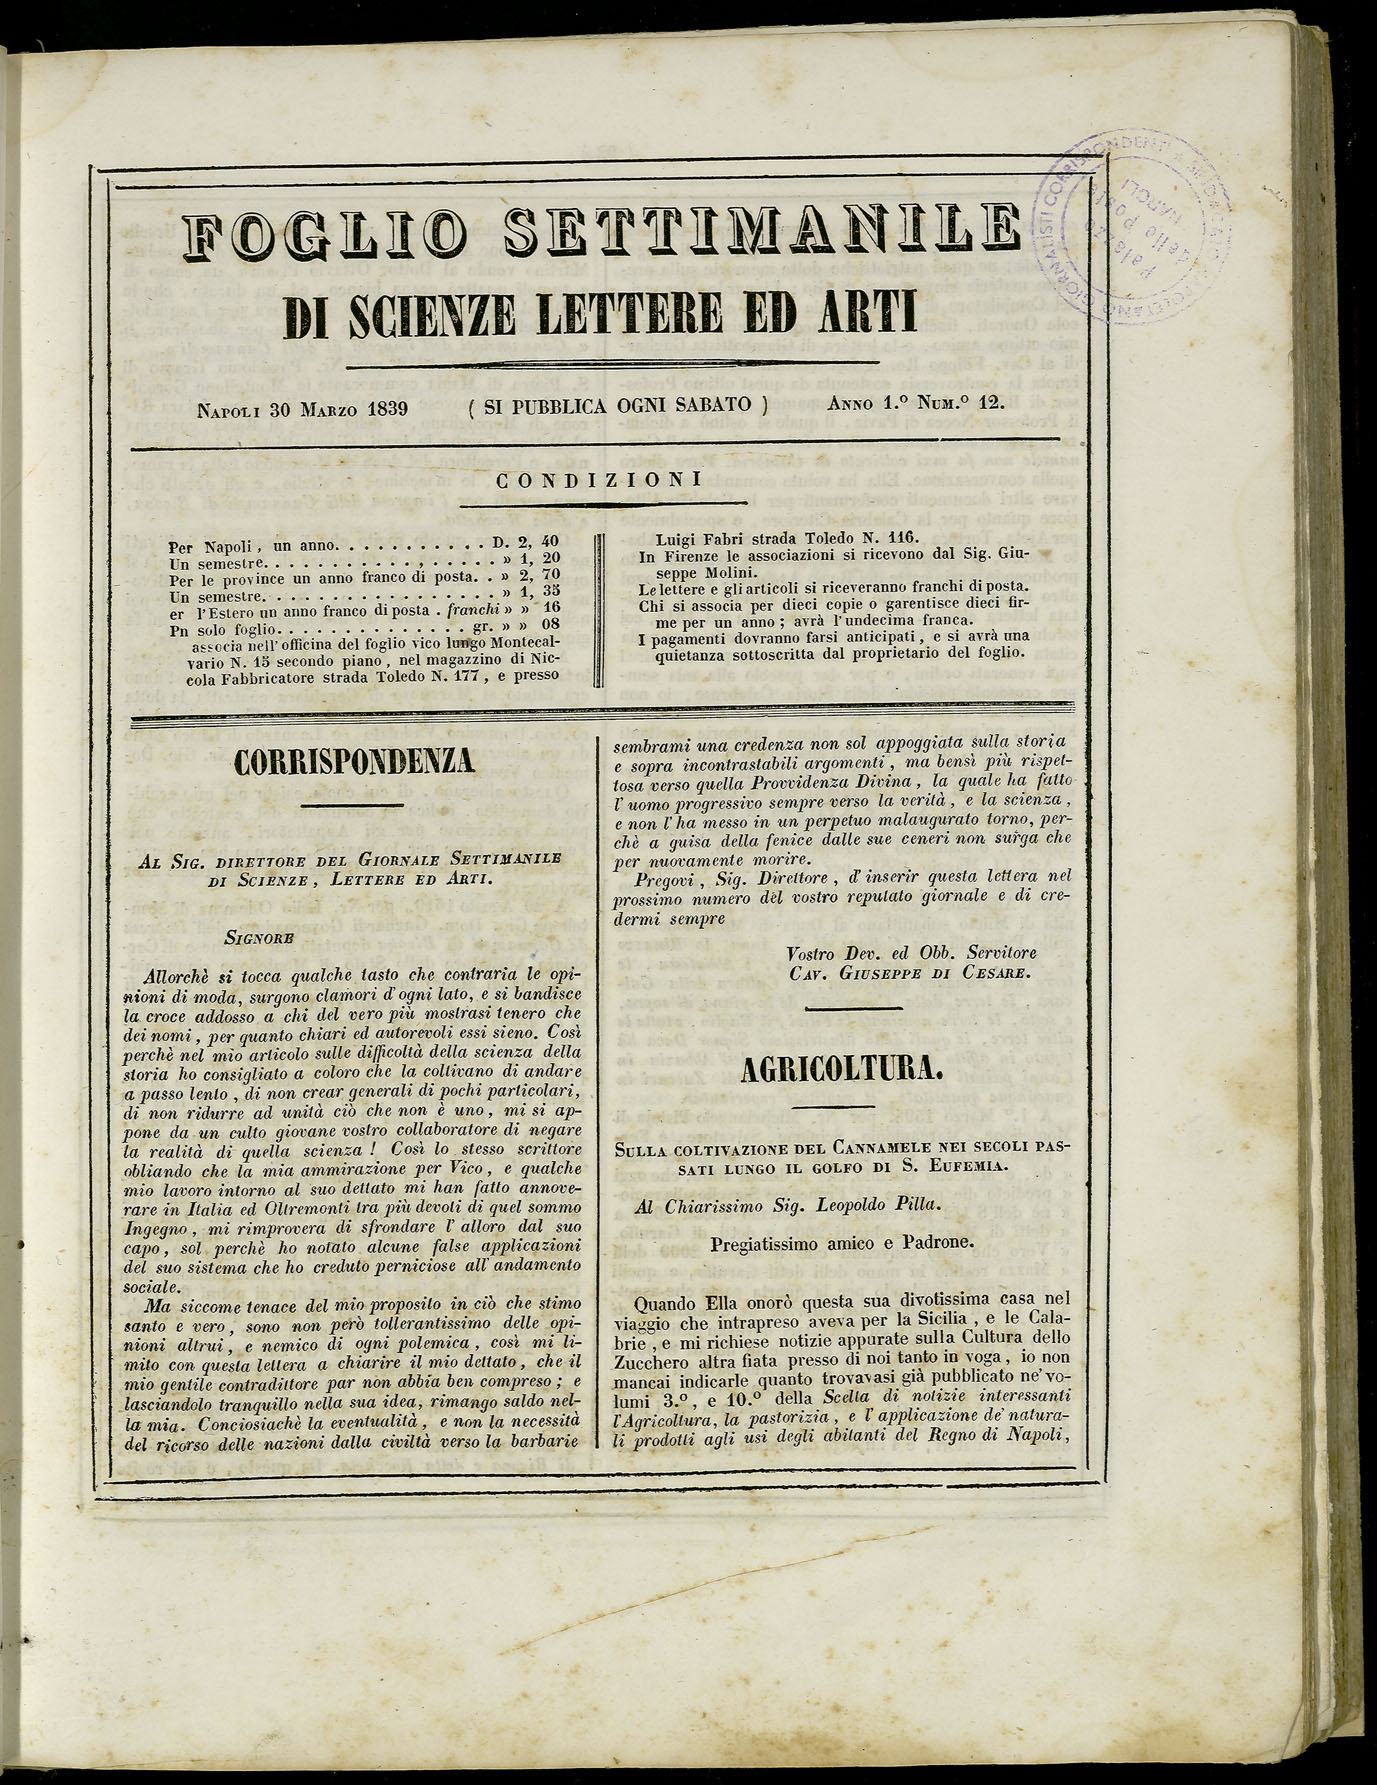 FOGLIO SETTIMANILE
DI SCIENZE LETTERE ED ARTI
NAPOLI 30 MARZO 1839 ( SI PUBBLICA OGNI SABATO ) ANNO 1.º NUM.º 12.
CONDIZIONI
Per Napoli, un anno. . . . . . . . . . . D. 2, 40
Un semestre. . . . . . . . . . . , . . . . . » 1, 20
Per le province un anno franco di posta. . » 2, 70
Un semestre. . . . . . . . . . . . . . . . . » 1, 35
er l'Estero un anno franco di posta . franchi » » 16
Pn solo foglio. . . . . . . . . . . . . . gr. » » 08
associa nell'officina del foglio vico lungo Montecal-
vario N. 15 secondo piano, nel magazzino di Nic-
cola Fabbricatore strada Toledo N. 177, e presso
Luigi Fabri strada Toledo N. 116.
In Firenze le associazioni si ricevono dal Sig. Giu-
seppe Molini.
Le lettere e gli articoli si riceveranno franchi di posta.
Chi si associa per dieci copie o garentisce dieci fir-
me per un anno; avrà l'undecima franca.
I pagamenti dovranno farsi anticipati, e si avrà una
quietanza sottoscritta dal proprietario del foglio.
CORRISPONDENZA
AL SIG. DIRETTORE DEL GIORNALE SETTIMANILE
DI SCIENZE, LETTERE ED ARTI.
SIGNORE
Allorchè si tocca qualche tasto che contraria le opi-
nioni di moda, surgono clamori d'ogni lato, e si bandisce
la croce addosso a chi del vero più mostrasi tenero che
dei nomi, per quanto chiari ed autorevoli essi sieno. Così
perchè nel mio articolo sulle difficoltà della scienza della
storia ho consigliato a coloro che la coltivano di andare
a passo lento, di non crear generali di pochi particolari,
di non ridurre ad unità ciò che non è uno, mi si ap-
pone da un culto giovane vostro collaboratore di negare
la realità di quella scienza! Così lo stesso scrittore
obliando che la mia ammirazione per Vico, e qualche
mio lavoro intorno al suo dettato mi han fatto annove-
rare in Italia ed Oltremonti tra più devoti di quel sommo
Ingegno, mi rimprovera di sfrondare l'alloro dal suo
capo, sol perchè ho notato alcune false applicazioni
del suo sistema che ho creduto perniciose all'andamento
sociale.
Ma siccome tenace del mio proposito in ciò che stimo
santo e vero, sono non però tollerantissimo delle opi-
nioni altrui, e nemico di ogni polemica, così mi li-
mito con questa lettera a chiarire il mio dettato, che il
mio gentile contradittore par non abbia ben compreso; e
lasciandolo tranquillo nella sua idea, rimango saldo nel-
la mia. Conciosiachè la eventualità, e non la necessità
del ricorso delle nazioni dalla civiltà verso la barbarie
sembrami una credenza non sol appoggiata sulla storia
e sopra incontrastabili argomenti, ma bensì più rispet-
tosa verso quella Provvidenza Divina, la quale ha fatto
l'uomo progressivo sempre verso la verità, e la scienza,
e non l'ha messo in un perpetuo malaugurato torno, per-
chè a guisa della fenice dalle sue ceneri non surga che
per nuovamente morire.
Pregovi, Sig. Direttore, d'inserir questa lettera nel
prossimo numero del vostro reputato giornale e di cre-
dermi sempre
Vostro Dev. ed Obb. Servitore
CAV. GIUSEPPE DI CESARE.
AGRICOLTURA.
SULLA COLTIVAZIONE DEL CANNAMELE NEI SECOLI PAS-
SATI LUNGO IL GOLFO DI S. EUFEMIA.
Al Chiarissimo Sig. Leopoldo Pilla.
Pregiatissimo amico e Padrone.
Quando Ella onorò questa sua divotissima casa nel
viaggio che intrapreso aveva per la Sicilia, e le Cala-
brie, e mi richiese notizie appurate sulla Cultura dello
Zucchero altra fiata presso di noi tanto in voga, io non
mancai indicarle quanto trovavasi già pubblicato ne' vo-
lumi 3.º, e 10.º della Scelta di notizie interessanti
l'Agricoltura, la pastorizia, e l'applicazione de' natura-
li prodotti agli usi degli abitanti del Regno di Napoli,
GIORNALISTI CORRISPONDENTI
palazzo
delle poste
NAPOLI